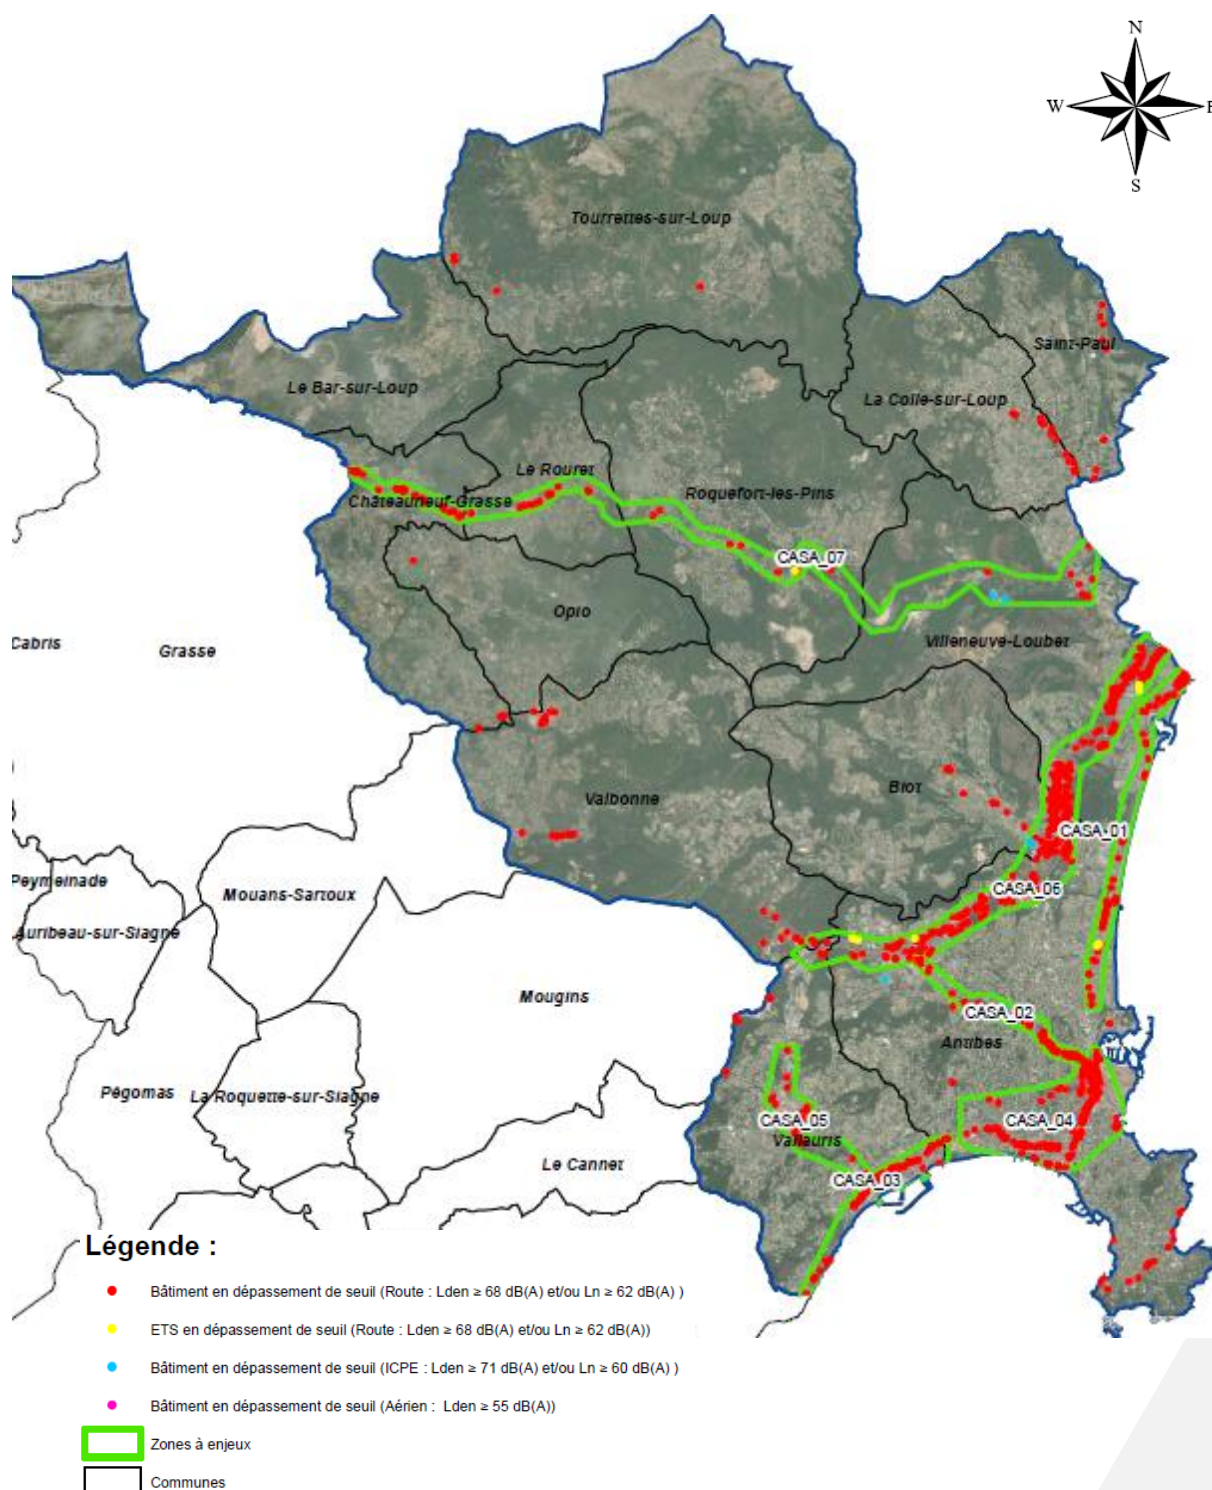 N
W
E
S
Tourrettes-sur-Loup
Saint-Paul
Le Bar-sur-Loup
La Colle-sur-Loup
Le Rouret
Châteauneuf-Grasse
Roquefort-les-Pins
CASA_07
Opio
Villeneuve-Loubet
Cabris
Grasse
Biot
Valbonne
CASA_01
CASA_06
Peymeinade
Mouans-Sartoux
Auribeau-sur-Siagne
Mougins
CASA_02
Antibes
Pégomas
La Roquette-sur-Siagne
CASA_05
CASA_04
Vallauris
Le Cannet
CASA_03
Légende :
Bâtiment en dépassement de seuil (Route : Lden ≥ 68 dB(A) et/ou Ln ≥ 62 dB(A) )
ETS en dépassement de seuil (Route : Lden ≥ 68 dB(A) et/ou Ln ≥ 62 dB(A))
Bâtiment en dépassement de seuil (ICPE : Lden ≥ 71 dB(A) et/ou Ln ≥ 60 dB(A) )
Bâtiment en dépassement de seuil (Aérien : Lden ≥ 55 dB(A))
Zones à enjeux
Communes